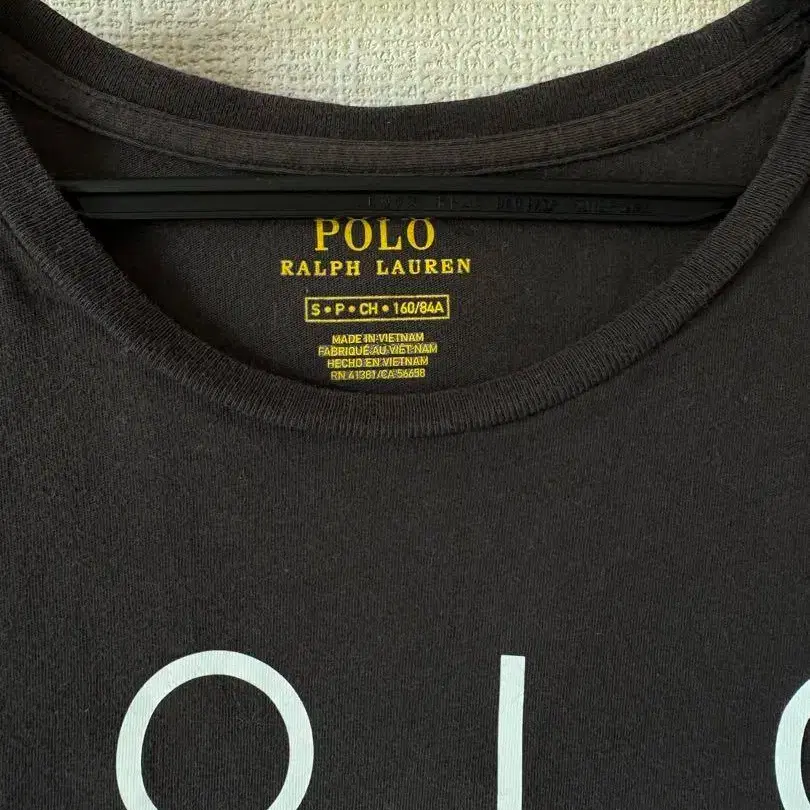 POLO
RALPH LAUREN
S • P • CH • 160/84A
MADE IN VIETNAM
FABRIQUÉ AU VIÊT NAM
HECHO EN VIETNAM
RN 41381/CA 56658
O L